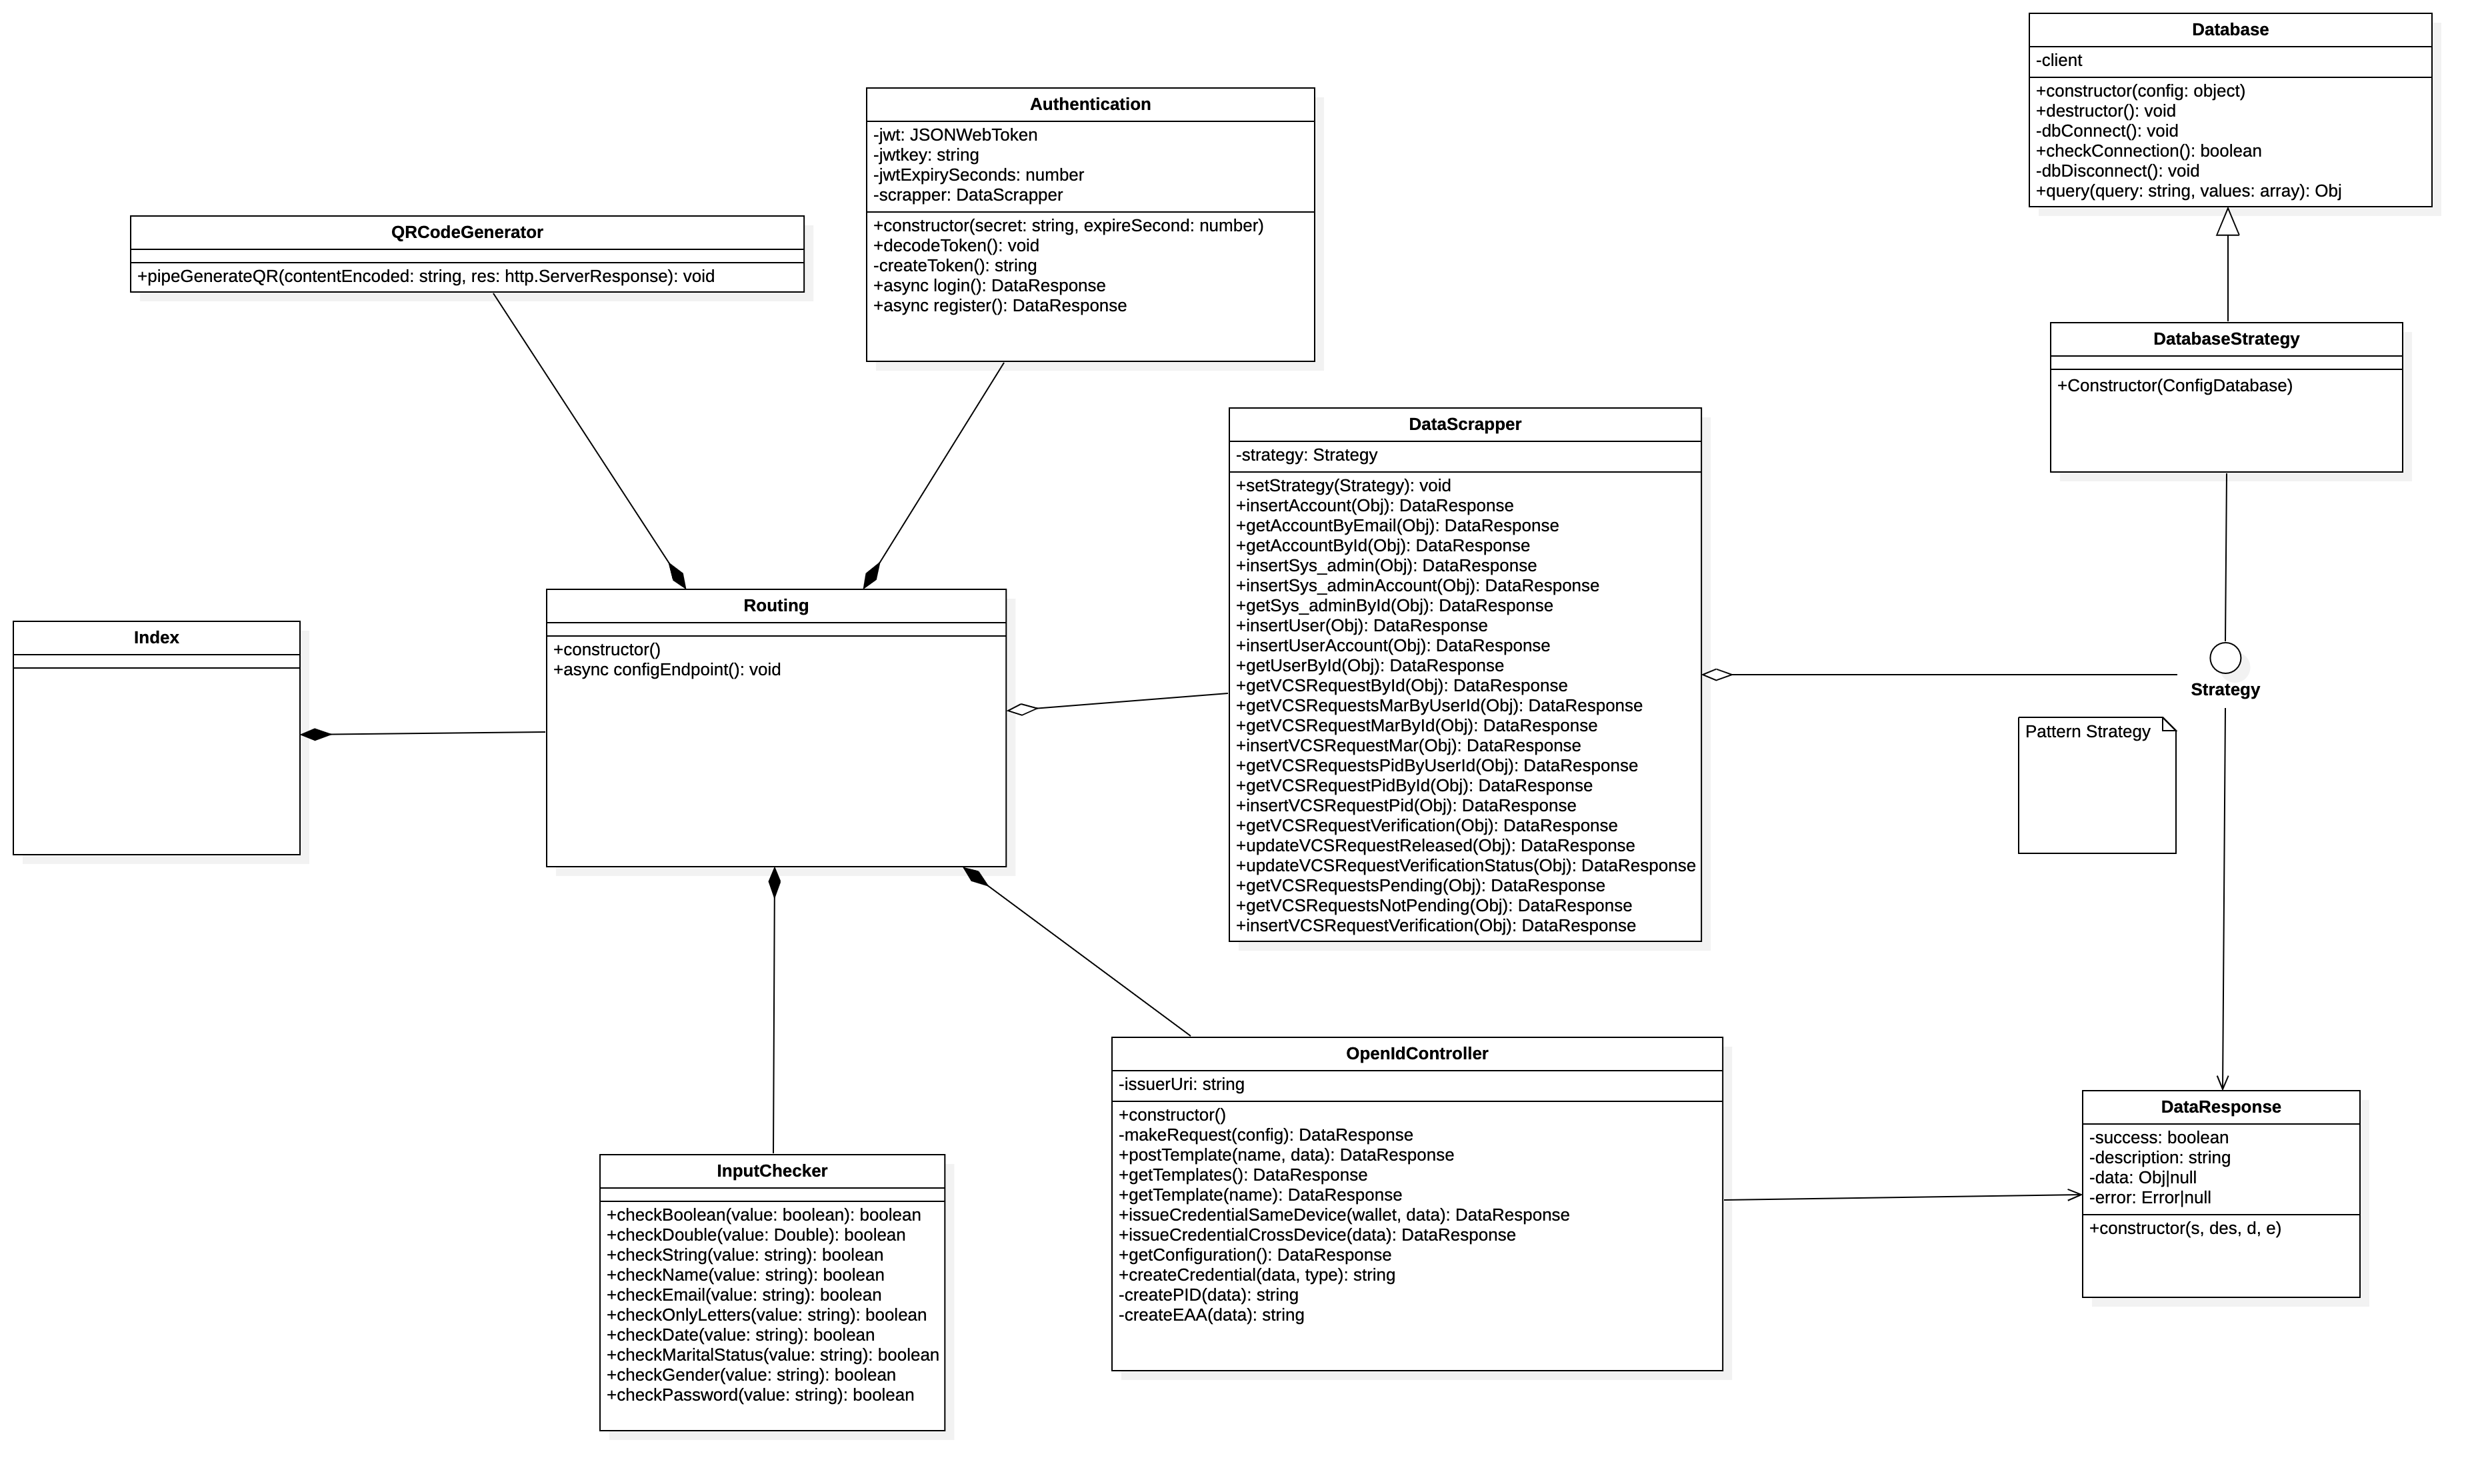 Database
-client
+constructor(config: object)
+destructor(): void
-dbConnect(): void
+checkConnection(): boolean
-dbDisconnect(): void
+query(query: string, values: array): Obj
Authentication
-jwt: JSONWebToken
-jwtkey: string
-jwtExpirySeconds: number
-scrapper: DataScrapper
+constructor(secret: string, expireSecond: number)
+decodeToken(): void
-createToken(): string
+async login(): DataResponse
+async register(): DataResponse
QRCodeGenerator
+pipeGenerateQR(contentEncoded: string, res: http.ServerResponse): void
DatabaseStrategy
+Constructor(ConfigDatabase)
DataScrapper
-strategy: Strategy
+setStrategy(Strategy): void
+insertAccount(Obj): DataResponse
+getAccountByEmail(Obj): DataResponse
+getAccountById(Obj): DataResponse
+insertSys_admin(Obj): DataResponse
+insertSys_adminAccount(Obj): DataResponse
+getSys_adminById(Obj): DataResponse
+insertUser(Obj): DataResponse
+insertUserAccount(Obj): DataResponse
+getUserById(Obj): DataResponse
+getVCSRequestById(Obj): DataResponse
+getVCSRequestsMarByUserId(Obj): DataResponse
+getVCSRequestMarById(Obj): DataResponse
+insertVCSRequestMar(Obj): DataResponse
+getVCSRequestsPidByUserId(Obj): DataResponse
+getVCSRequestPidById(Obj): DataResponse
+insertVCSRequestPid(Obj): DataResponse
+getVCSRequestVerification(Obj): DataResponse
+updateVCSRequestReleased(Obj): DataResponse
+updateVCSRequestVerificationStatus(Obj): DataResponse
+getVCSRequestsPending(Obj): DataResponse
+getVCSRequestsNotPending(Obj): DataResponse
+insertVCSRequestVerification(Obj): DataResponse
Routing
+constructor()
+async configEndpoint(): void
Index
Strategy
Pattern Strategy
OpenIdController
-issuerUri: string
+constructor()
-makeRequest(config): DataResponse
+postTemplate(name, data): DataResponse
+getTemplates(): DataResponse
+getTemplate(name): DataResponse
+issueCredentialSameDevice(wallet, data): DataResponse
+issueCredentialCrossDevice(data): DataResponse
+getConfiguration(): DataResponse
+createCredential(data, type): string
-createPID(data): string
-createEAA(data): string
DataResponse
-success: boolean
-description: string
-data: Obj|null
-error: Error|null
+constructor(s, des, d, e)
InputChecker
+checkBoolean(value: boolean): boolean
+checkDouble(value: Double): boolean
+checkString(value: string): boolean
+checkName(value: string): boolean
+checkEmail(value: string): boolean
+checkOnlyLetters(value: string): boolean
+checkDate(value: string): boolean
+checkMaritalStatus(value: string): boolean
+checkGender(value: string): boolean
+checkPassword(value: string): boolean